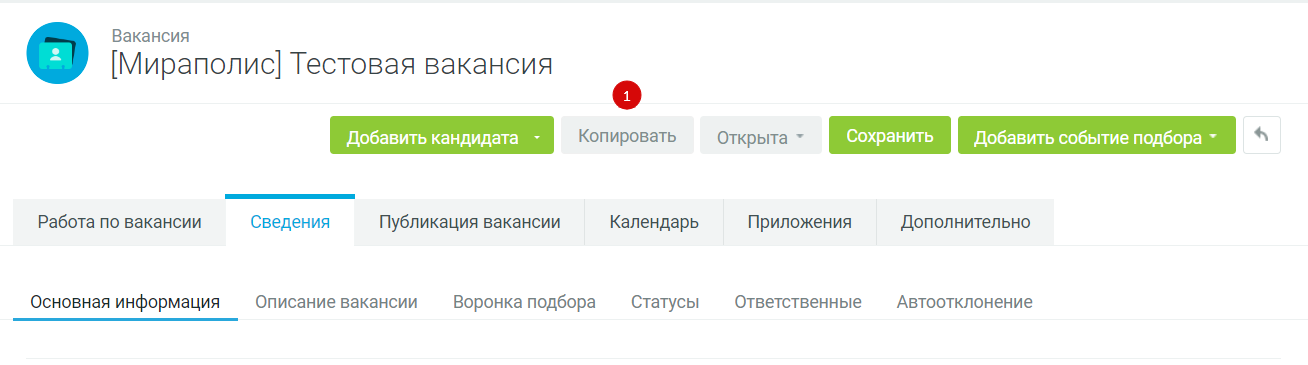 Вакансия
[Мираполис] Тестовая вакансия
1
Добавить кандидата Копировать Открыта Сохранить Добавить событие подбора
Работа по вакансии Сведения Публикация вакансии Календарь Приложения Дополнительно
Основная информация Описание вакансии Воронка подбора Статусы Ответственные Автоотклонение